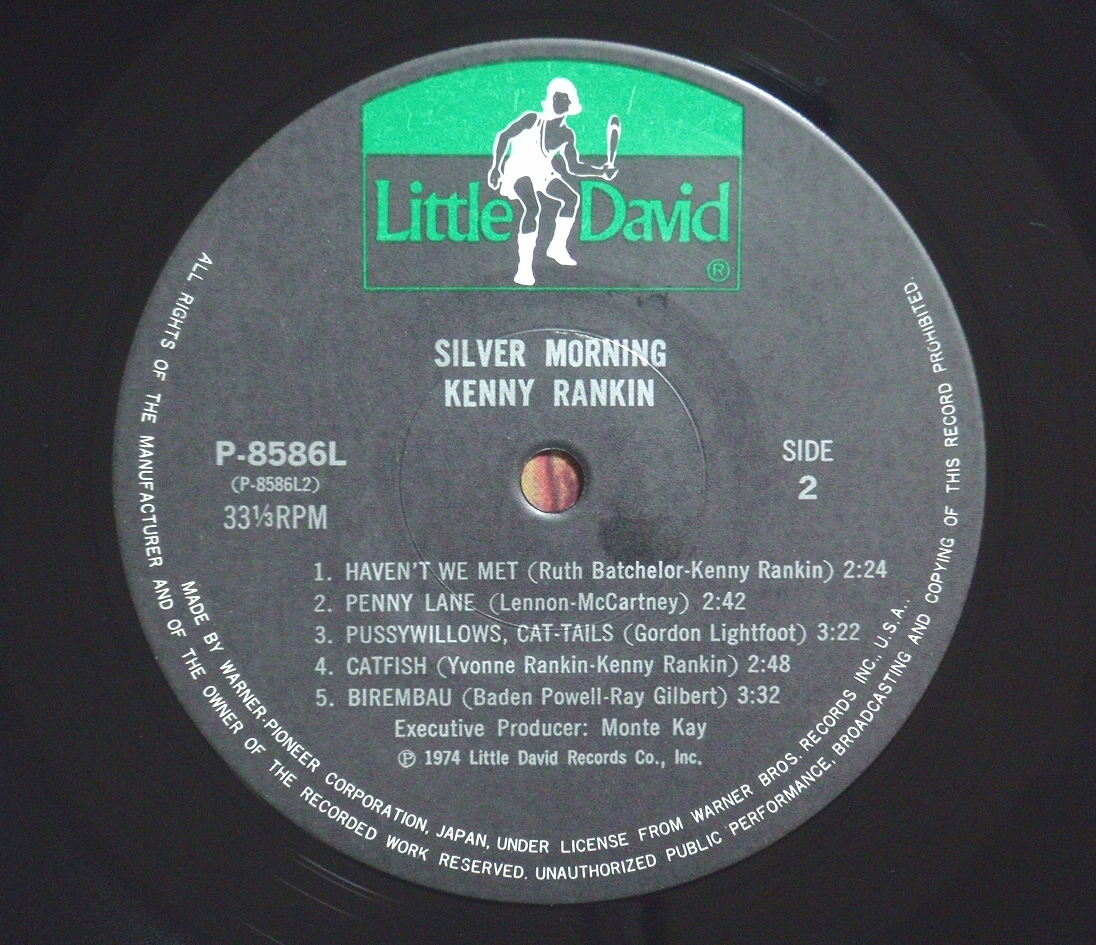 Little David
®
SILVER MORNING
KENNY RANKIN
P-8586L
(P-8586L2)
33⅓RPM
SIDE
2
1. HAVEN'T WE MET (Ruth Batchelor-Kenny Rankin) 2:24
2. PENNY LANE (Lennon-McCartney) 2:42
3. PUSSYWILLOWS, CAT-TAILS (Gordon Lightfoot) 3:22
4. CATFISH (Yvonne Rankin-Kenny Rankin) 2:48
5. BIREMBAU (Baden Powell-Ray Gilbert) 3:32
Executive Producer: Monte Kay
℗ 1974 Little David Records Co., Inc.
MADE BY WARNER-PIONEER CORPORATION, JAPAN, UNDER LICENSE FROM WARNER BROS. RECORDS INC., U.S.A..
ALL RIGHTS OF THE MANUFACTURER AND OF THE OWNER OF THE RECORDED WORK RESERVED. UNAUTHORIZED PUBLIC PERFORMANCE, BROADCASTING AND COPYING OF THIS RECORD PROHIBITED.